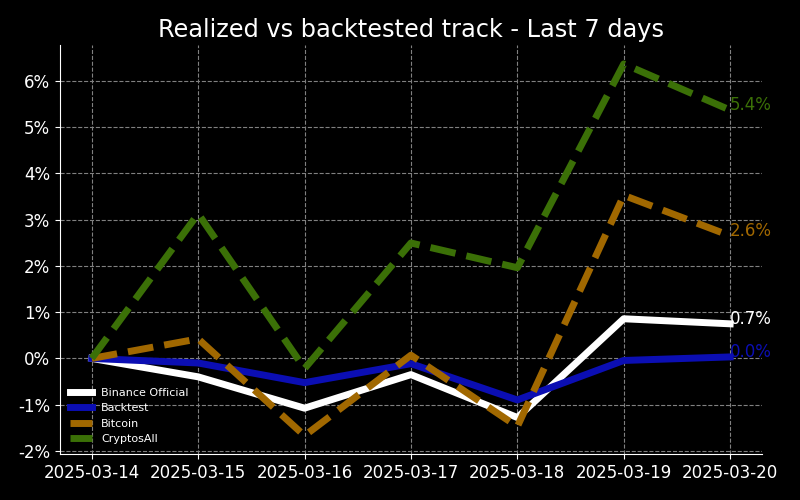 Realized vs backtested track - Last 7 days
6%
5%
4%
3%
2%
1%
0%
-1%
-2%
5.4%
2.6%
0.7%
0.0%
Binance Official
Backtest
Bitcoin
CryptosAll
2025-03-14 2025-03-15 2025-03-16 2025-03-17 2025-03-18 2025-03-19 2025-03-20